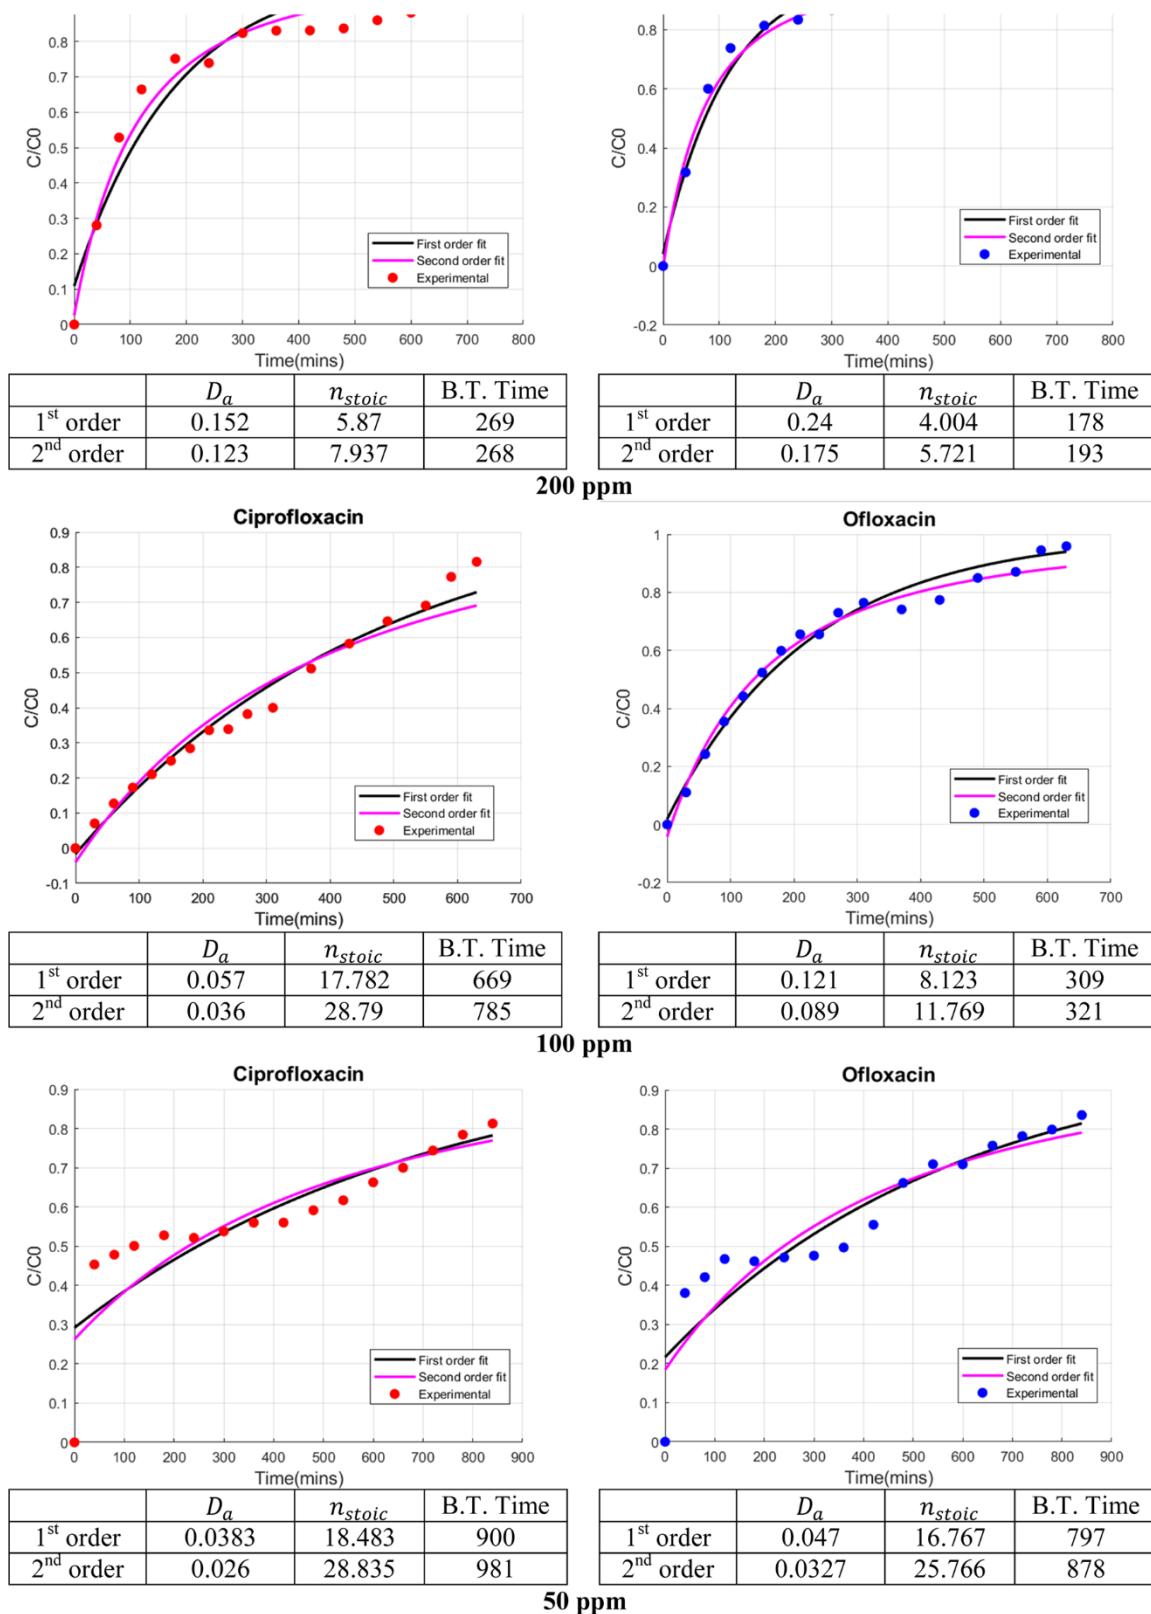 0.8
0.7
0.6
0.5
0.4
0.3
0.2
0.1
0
C/C0
First order fit
Second order fit
Experimental
0 100 200 300 400 500 600 700 800
Time(mins)
0.8
0.6
0.4
0.2
0
-0.2
C/C0
First order fit
Second order fit
Experimental
0 100 200 300 400 500 600 700 800
Time(mins)
D_a n_stoic B.T. Time
1st order 0.152 5.87 269
2nd order 0.123 7.937 268
D_a n_stoic B.T. Time
1st order 0.24 4.004 178
2nd order 0.175 5.721 193
200 ppm
Ciprofloxacin
0.9
0.8
0.7
0.6
0.5
0.4
0.3
0.2
0.1
0
-0.1
C/C0
First order fit
Second order fit
Experimental
0 100 200 300 400 500 600 700
Time(mins)
Ofloxacin
1
0.8
0.6
0.4
0.2
0
-0.2
C/C0
First order fit
Second order fit
Experimental
0 100 200 300 400 500 600 700
Time(mins)
D_a n_stoic B.T. Time
1st order 0.057 17.782 669
2nd order 0.036 28.79 785
D_a n_stoic B.T. Time
1st order 0.121 8.123 309
2nd order 0.089 11.769 321
100 ppm
Ciprofloxacin
0.9
0.8
0.7
0.6
0.5
0.4
0.3
0.2
0.1
0
C/C0
First order fit
Second order fit
Experimental
0 100 200 300 400 500 600 700 800 900
Time(mins)
Ofloxacin
0.9
0.8
0.7
0.6
0.5
0.4
0.3
0.2
0.1
0
C/C0
First order fit
Second order fit
Experimental
0 100 200 300 400 500 600 700 800 900
Time(mins)
D_a n_stoic B.T. Time
1st order 0.0383 18.483 900
2nd order 0.026 28.835 981
D_a n_stoic B.T. Time
1st order 0.047 16.767 797
2nd order 0.0327 25.766 878
50 ppm